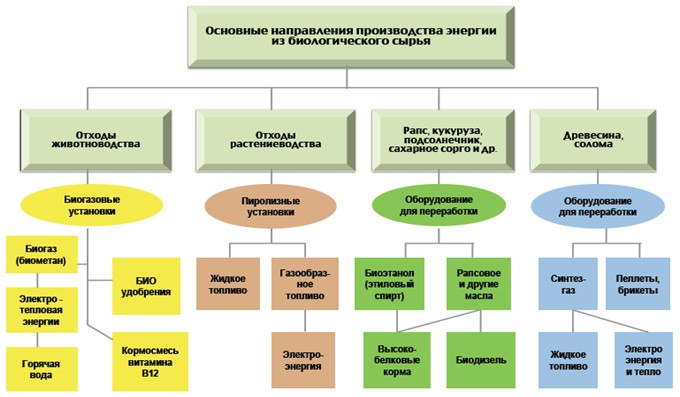 Основные направления производства энергии
из биологического сырья
Отходы
животноводства
Отходы
растениеводства
Рапс, кукуруза,
подсолнечник,
сахарное сорго и др.
Древесина,
солома
Биогазовые
установки
Пиролизные
установки
Оборудование
для переработки
Оборудование
для переработки
Биогаз
(биометан)
БИО
удобрения
Электро -
тепловая
энергии
Горячая
вода
Кормосмесь
витамина
В12
Жидкое
топливо
Газообраз-
ное
топливо
Электро-
энергия
Биоэтанол
(этиловый
спирт)
Рапсовое
и другие
масла
Высоко-
белковые
корма
Биодизель
Синтез-
газ
Пеллеты,
брикеты
Жидкое
топливо
Электро
энергия
и тепло